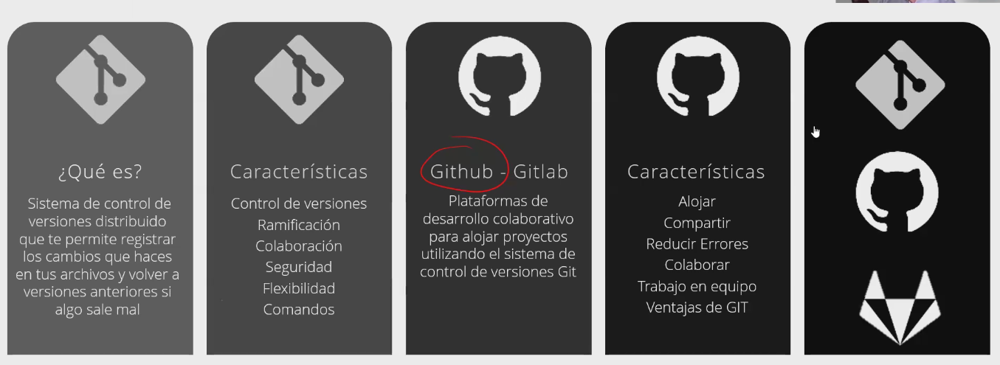 ¿Qué es?
Sistema de control de
versiones distribuido
que te permite registrar
los cambios que haces
en tus archivos y volver a
versiones anteriores si
algo sale mal
Características
Control de versiones
Ramificación
Colaboración
Seguridad
Flexibilidad
Comandos
Github - Gitlab
Plataformas de
desarrollo colaborativo
para alojar proyectos
utilizando el sistema de
control de versiones Git
Características
Alojar
Compartir
Reducir Errores
Colaborar
Trabajo en equipo
Ventajas de GIT